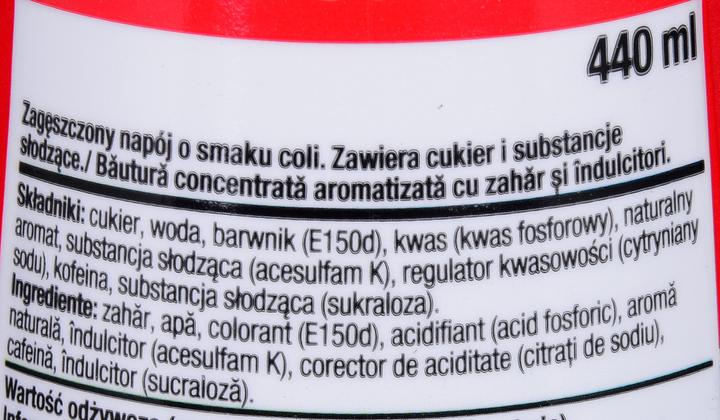 440 ml
Zagęszczony napój o smaku coli. Zawiera cukier i substancje
słodzące./ Băutură concentrată aromatizată cu zahăr și îndulcitori.
Składniki: cukier, woda, barwnik (E150d), kwas (kwas fosforowy), naturalny
aromat, substancja słodząca (acesulfam K), regulator kwasowości (cytryniany
sodu), kofeina, substancja słodząca (sukraloza).
Ingrediente: zahăr, apă, colorant (E150d), acidifiant (acid fosforic), aromă
naturală, îndulcitor (acesulfam K), corector de aciditate (citrați de sodiu),
cafeină, îndulcitor (sucraloză).
Wartość odżywcza